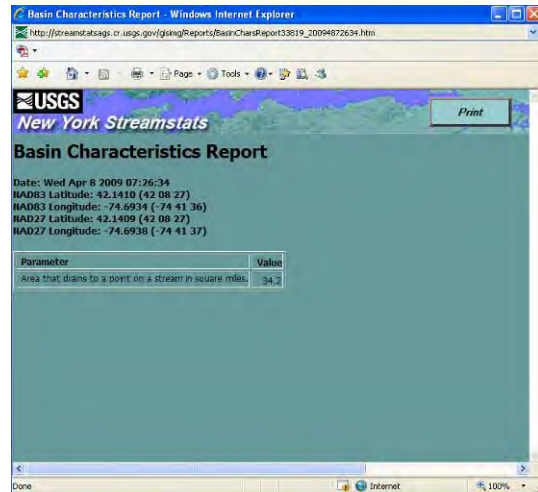 Basin Characteristics Report - Windows Internet Explorer
http://streamstatsags.cr.usgs.gov/gisimg/Reports/BasinCharsReport33819_20094872634.htm
Page Tools
USGS
New York Streamstats
Print
Basin Characteristics Report
Date: Wed Apr 8 2009 07:26:34
NAD83 Latitude: 42.1410 (42 08 27)
NAD83 Longitude: -74.6934 (-74 41 36)
NAD27 Latitude: 42.1409 (42 08 27)
NAD27 Longitude: -74.6938 (-74 41 37)
Parameter Value
Area that drains to a point on a stream in square miles. 34.2
Done Internet 100%